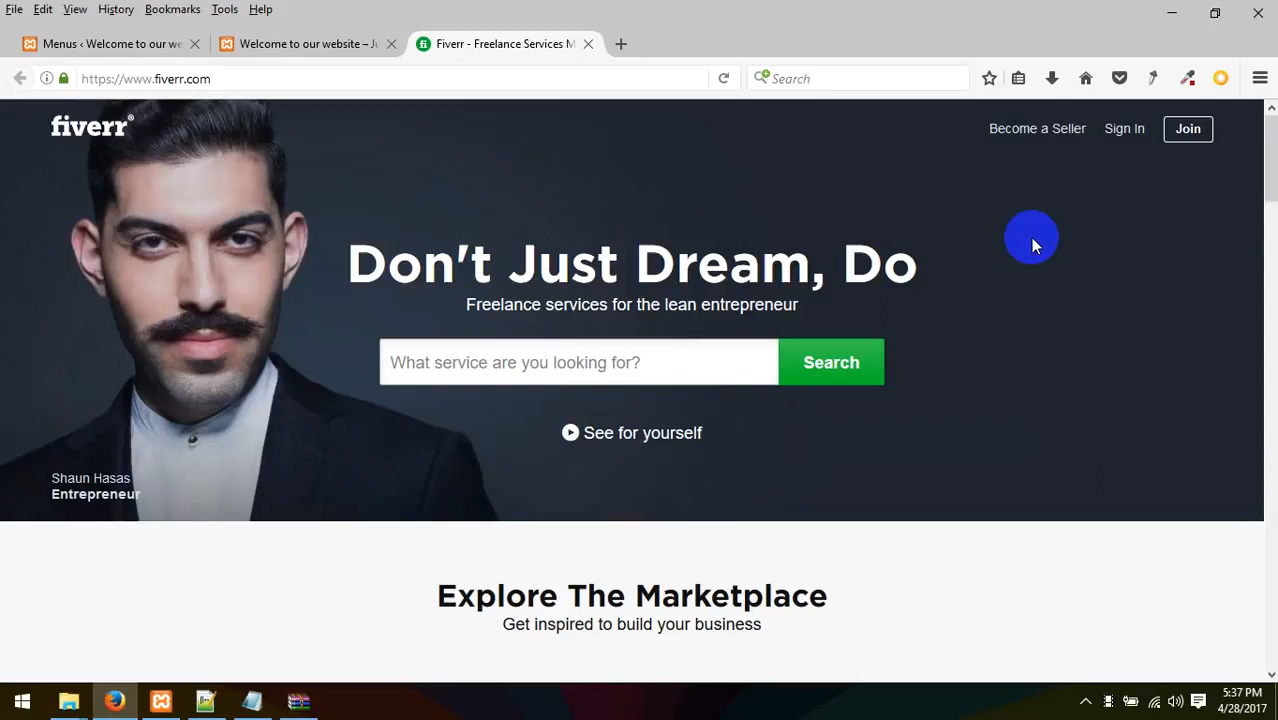 File Edit View History Bookmarks Tools Help
Menus ‹ Welcome to our we
Welcome to our website – Ju
Fiverr - Freelance Services M
https://www.fiverr.com
Search
fiverr®
Become a Seller Sign In Join
Don't Just Dream, Do
Freelance services for the lean entrepreneur
What service are you looking for? Search
See for yourself
Shaun Hasas
Entrepreneur
Explore The Marketplace
Get inspired to build your business
5:37 PM
4/28/2017